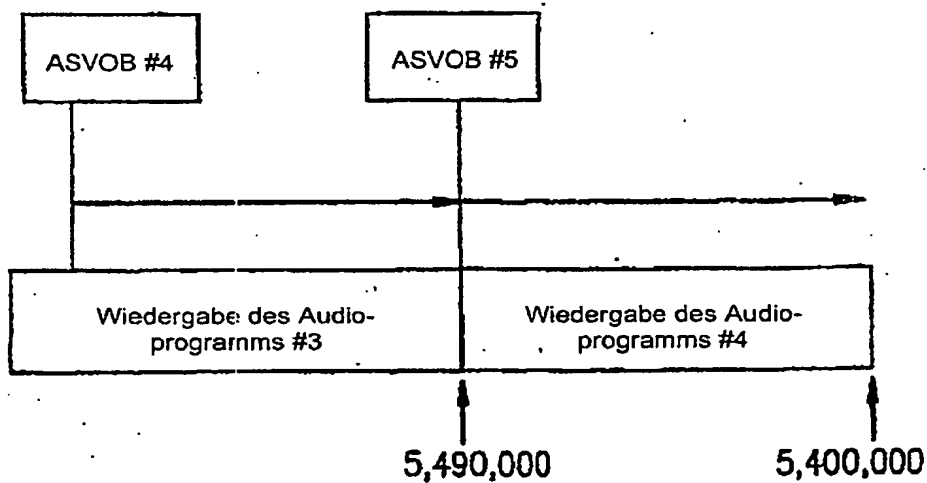 ASVOB #4
ASVOB #5
Wiedergabe des Audio-
programms #3
Wiedergabe des Audio-
programms #4
5,490,000
5,400,000